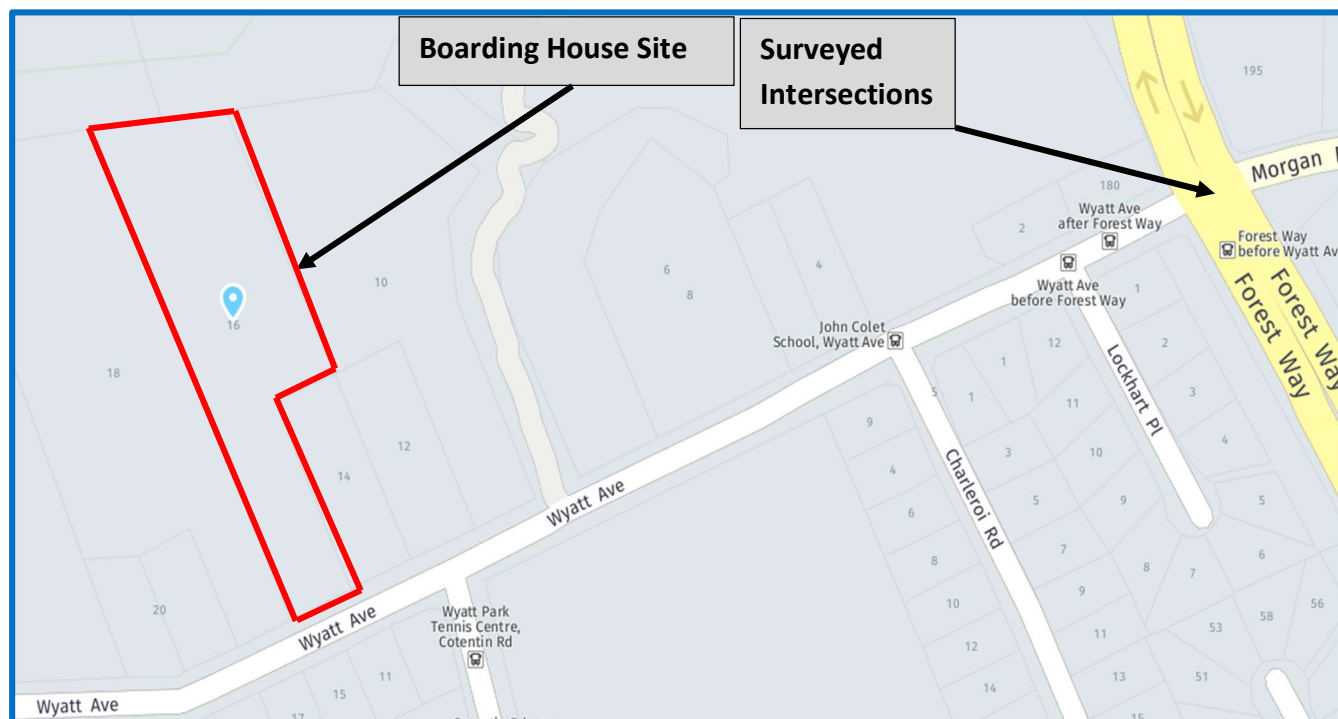 Boarding House Site
Surveyed
Intersections
195
Morgan
180
Wyatt Ave
after Forest Way
2
Forest Way
before Wyatt Av
Wyatt Ave
before Forest Way
10
6
8
4
16
18
John Colet
School, Wyatt Ave
1
12
1
2
Forest Way
Forest Way
Lockhart Pl
5
1
11
3
12
14
9
3
10
4
4
Charleroi Rd
Wyatt Ave
6
5
9
5
8
7
8
7
6
20
10
9
58
56
Wyatt Ave
Wyatt Park
Tennis Centre,
Cotentin Rd
11
53
12
13
51
11
15
14
17
15
Wyatt Ave